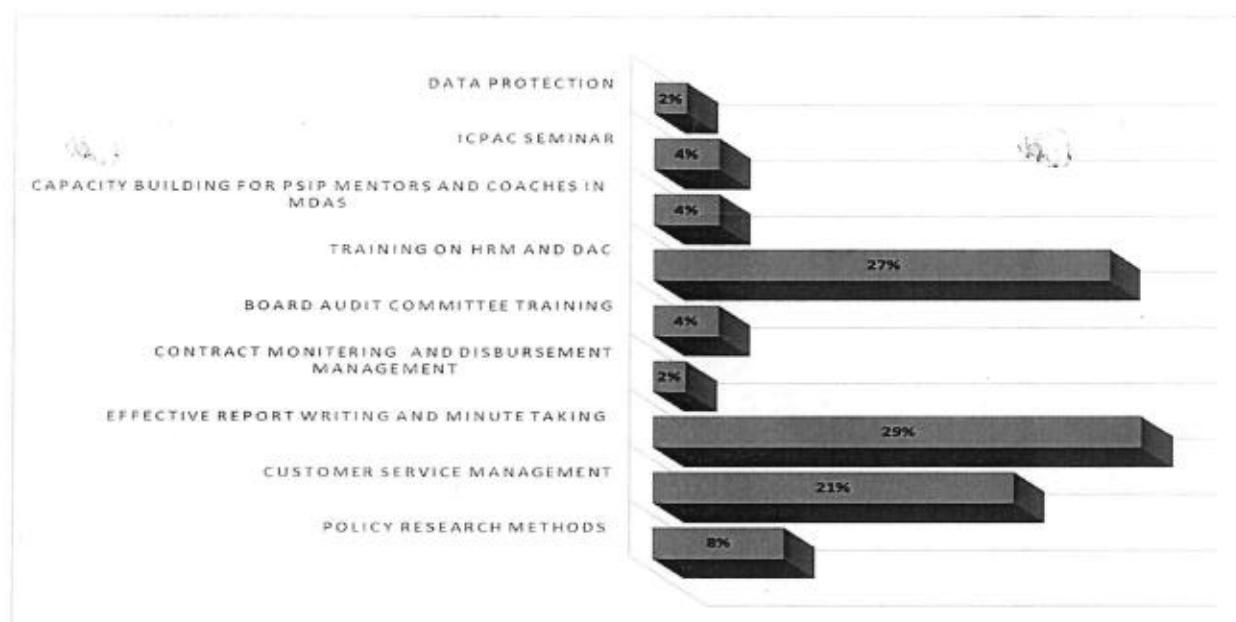 DATA PROTECTION
2%
ICPAC SEMINAR
4%
CAPACITY BUILDING FOR PSIP MENTORS AND COACHES IN
MDAS
4%
TRAINING ON HRM AND DAC
27%
BOARD AUDIT COMMITTEE TRAINING
4%
CONTRACT MONITERING AND DISBURSEMENT
MANAGEMENT
2%
EFFECTIVE REPORT WRITING AND MINUTE TAKING
29%
CUSTOMER SERVICE MANAGEMENT
21%
POLICY RESEARCH METHODS
8%